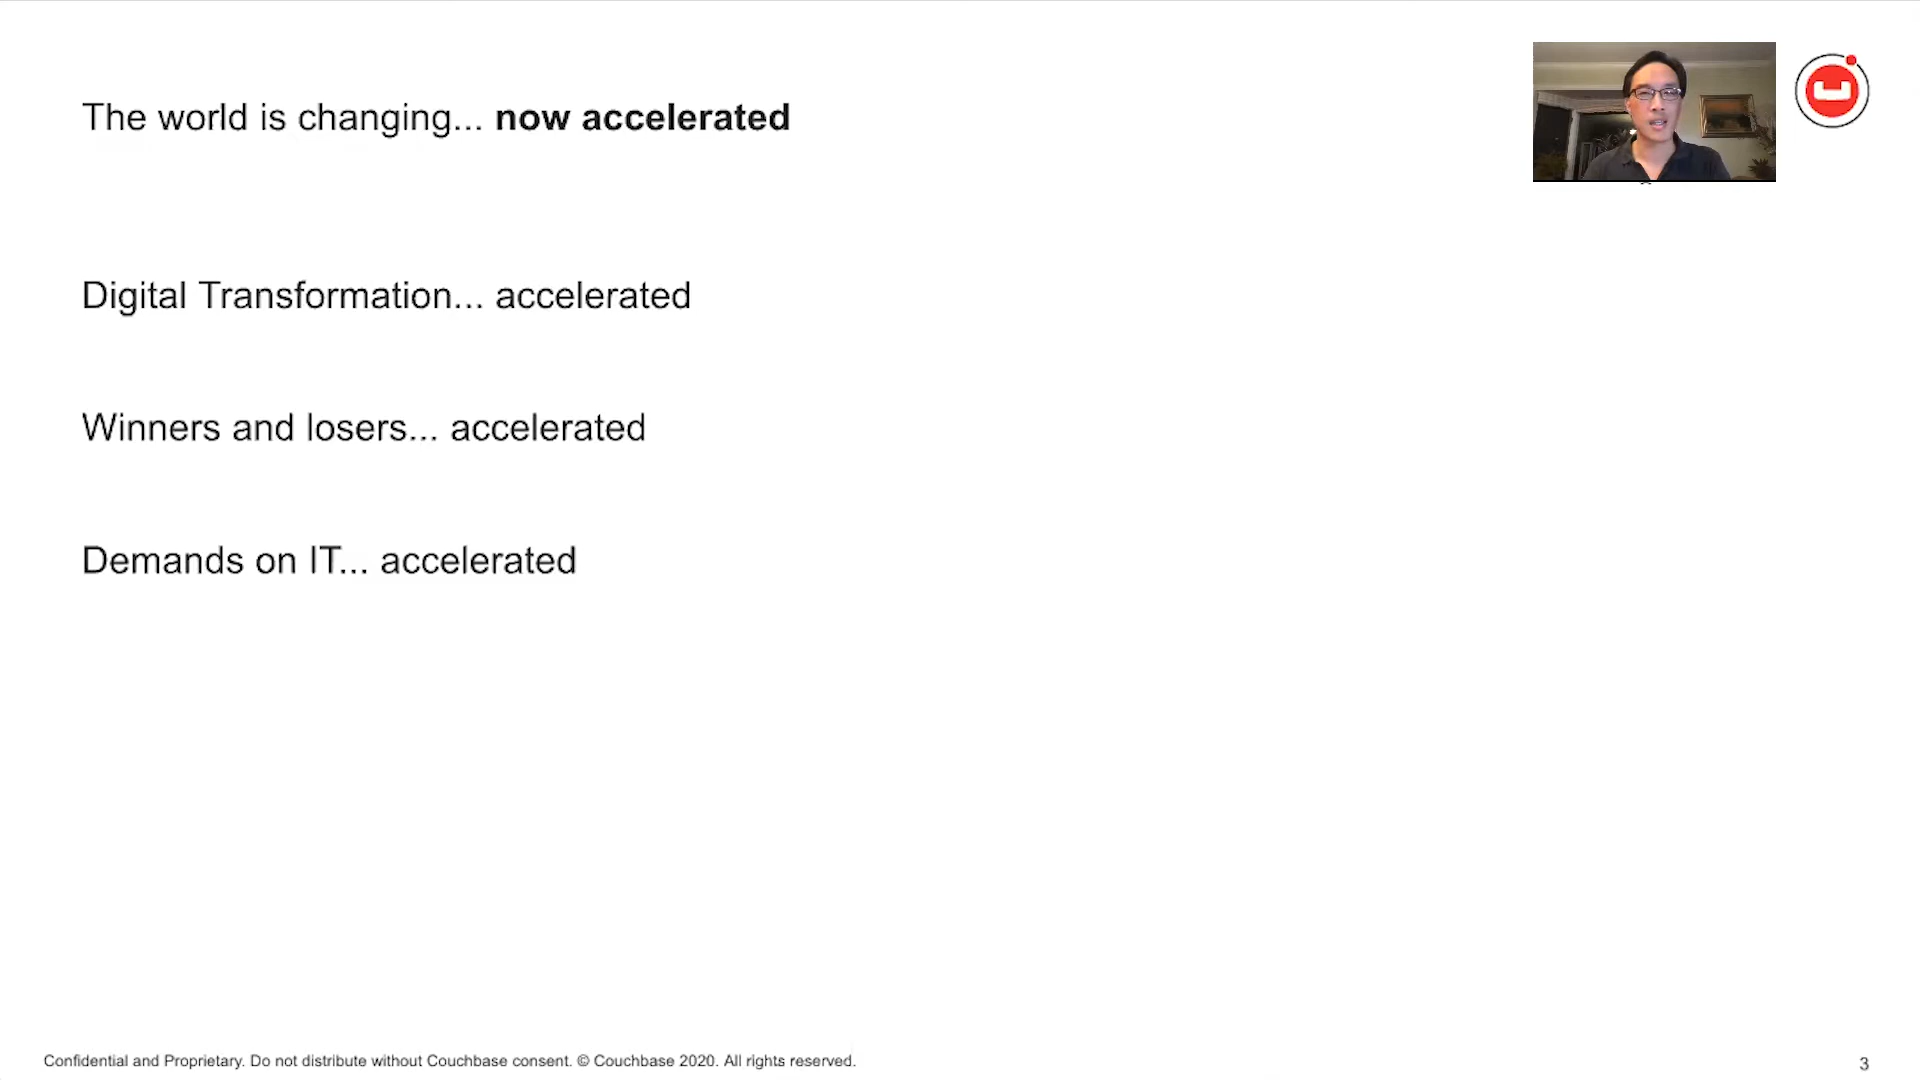 The world is changing... now accelerated
Digital Transformation... accelerated
Winners and losers... accelerated
Demands on IT... accelerated
Confidential and Proprietary. Do not distribute without Couchbase consent. © Couchbase 2020. All rights reserved.
3